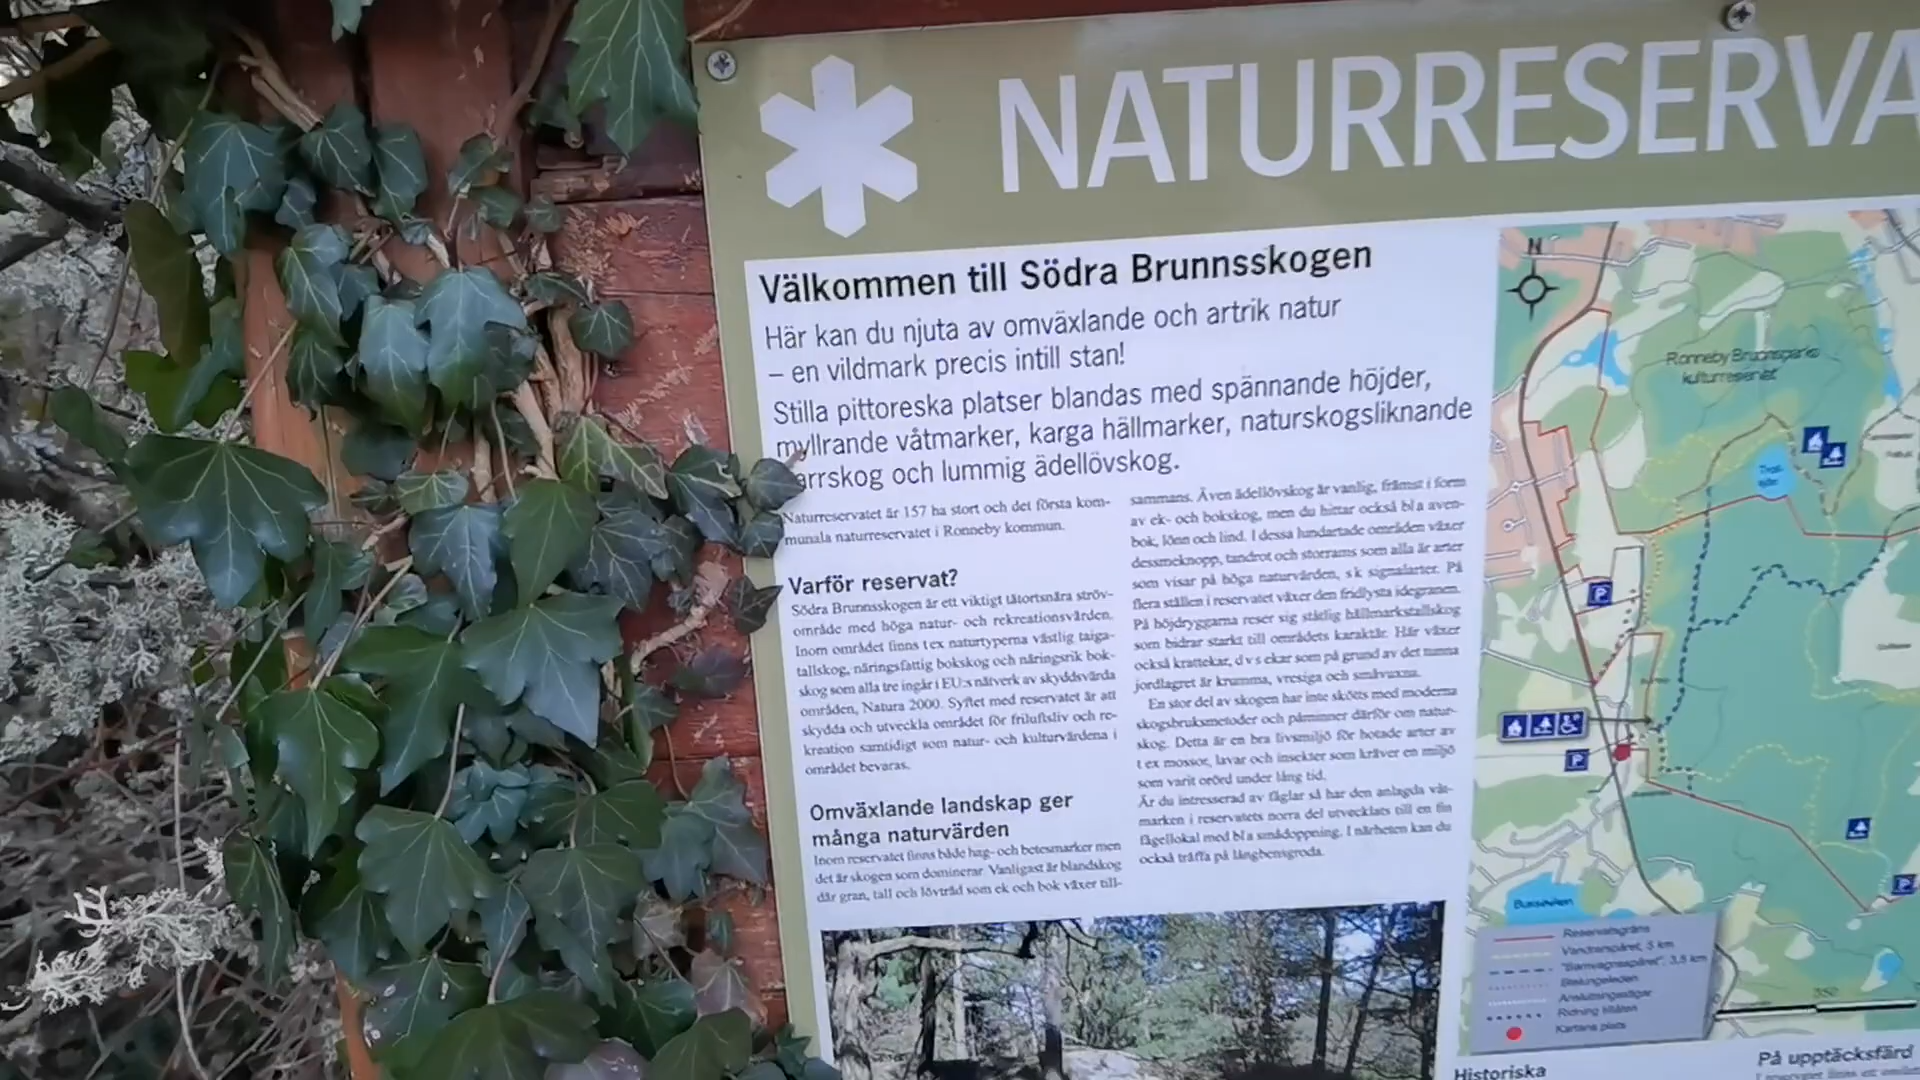 NATURRESERVA
Välkommen till Södra Brunnsskogen
Här kan du njuta av omväxlande och artrik natur
– en vildmark precis intill stan!
Stilla pittoreska platser blandas med spännande höjder,
myllrande våtmarker, karga hällmarker, naturskogsliknande
arrskog och lummig ädellövskog.
Naturreservatet är 157 ha stort och det första kom-
munala naturreservatet i Ronneby kommun.
Varför reservat?
Södra Brunnsskogen är ett viktigt tätortsnära ströv-
område med höga natur- och rekreationsvärden.
Inom området finns t ex naturtyperna västlig taiga-
tallskog, näringsfattig bokskog och näringsrik bok-
skog som alla tre ingår i EU:s nätverk av skyddsvärda
områden, Natura 2000. Syftet med reservatet är att
skydda och utveckla området för friluftsliv och re-
kreation samtidigt som natur- och kulturvärdena i
området bevaras.
Omväxlande landskap ger
många naturvärden
Inom reservatet finns både hag- och betesmarker men
det är skogen som dominerar. Vanligast är blandskog
där gran, tall och lövträd som ek och bok växer till-
sammans. Även ädellövskog är vanlig, främst i form
av ek- och bokskog, men du hittar också bl a aven-
bok, lönn och lind. I dessa lundartade områden växer
dessmeknopp, tandrot och storrams som alla är arter
som visar på höga naturvärden, s k signalarter. På
flera ställen i reservatet växer den fridlysta idegranen.
På höjdryggarna reser sig ståtlig hällmarkstallskog
som bidrar starkt till områdets karaktär. Här växer
också krattekar, d v s ekar som på grund av det tunna
jordlagret är krumma, vresiga och småvuxna.
En stor del av skogen har inte skötts med moderna
skogsbruksmetoder och påminner därför om natur-
skog. Detta är en bra livsmiljö för hotade arter av
t ex mossor, lavar och insekter som kräver en miljö
som varit orörd under lång tid.
Är du intresserad av fåglar så har den anlagda våt-
marken i reservatets norra del utvecklats till en fin
fågellokal med bl a smådoppning. I närheten kan du
också träffa på långbensgroda.
N
Ronneby Brunnsparks
kulturreservat
P
P
P
Reservatsgräns
Vandringsspåret, 5 km
"Barnvagnsspåret", 3,5 km
Anslutningsstigar
Ridning tillåten
Kartans plats
Historiska
På upptäcksfärd